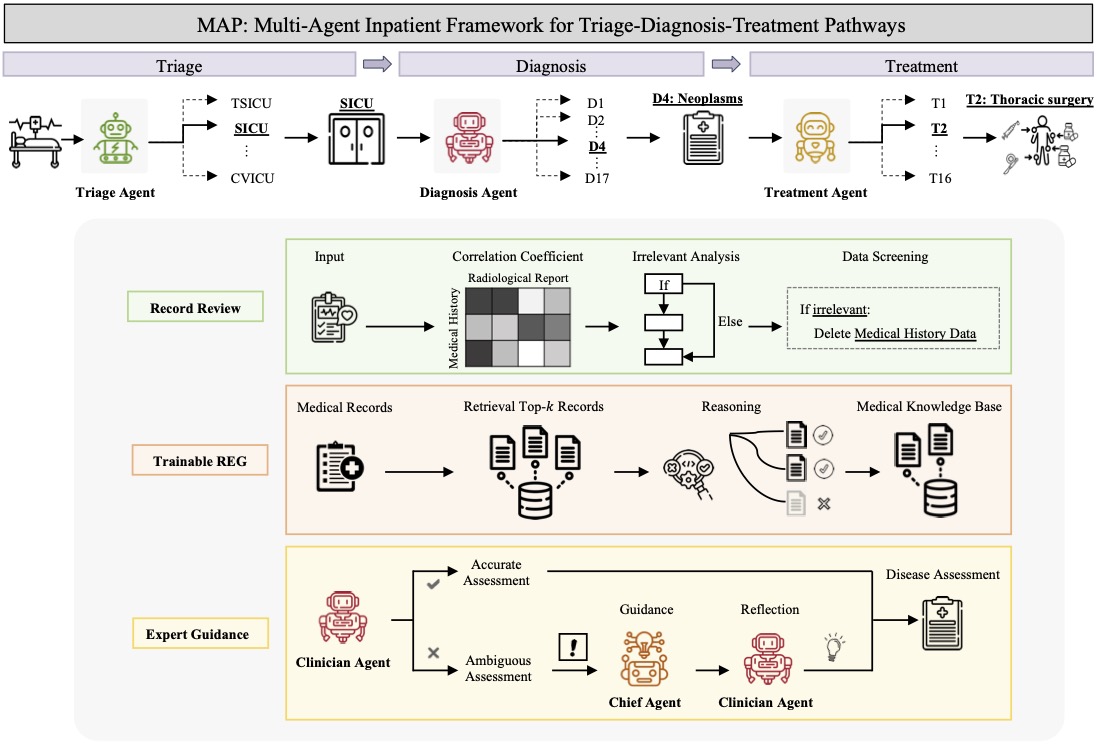 MAP: Multi-Agent Inpatient Framework for Triage-Diagnosis-Treatment Pathways
Triage
Diagnosis
Treatment
Triage Agent
TSICU
SICU
⋮
CVICU
SICU
Diagnosis Agent
D1
D2
⋮
D4
⋮
D17
D4: Neoplasms
Treatment Agent
T1
T2
⋮
T16
T2: Thoracic surgery
Record Review
Input
Correlation Coefficient
Radiological Report
Medical History
Irrelevant Analysis
If
Else
Data Screening
If irrelevant:
Delete Medical History Data
Trainable REG
Medical Records
Retrieval Top-k Records
Reasoning
Medical Knowledge Base
Expert Guidance
Clinician Agent
Accurate
Assessment
Ambiguous
Assessment
!
Guidance
Chief Agent
Reflection
Clinician Agent
Disease Assessment